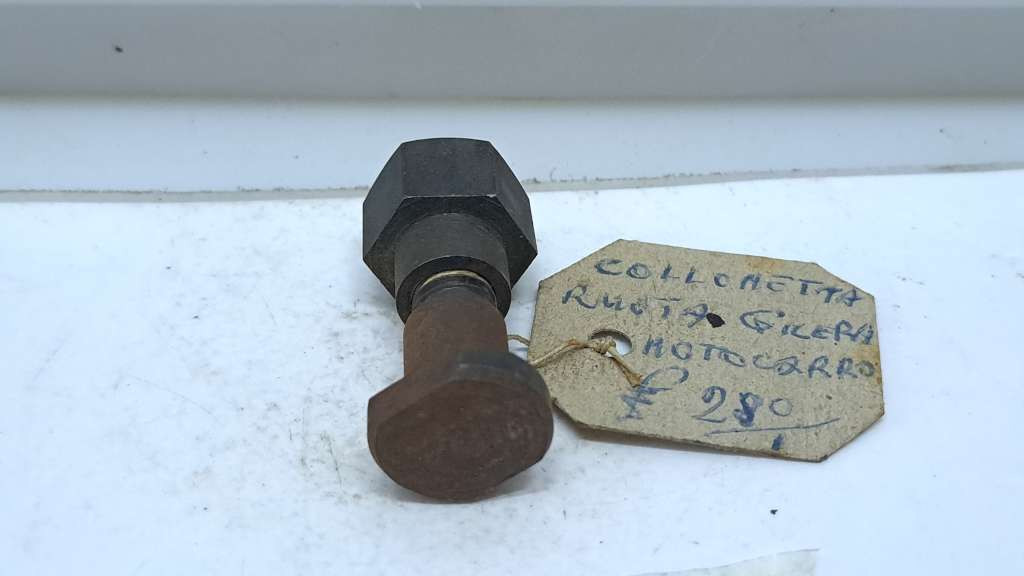 COLLONETTA
RUOTA GILERA
MOTOCARRO
£ 280